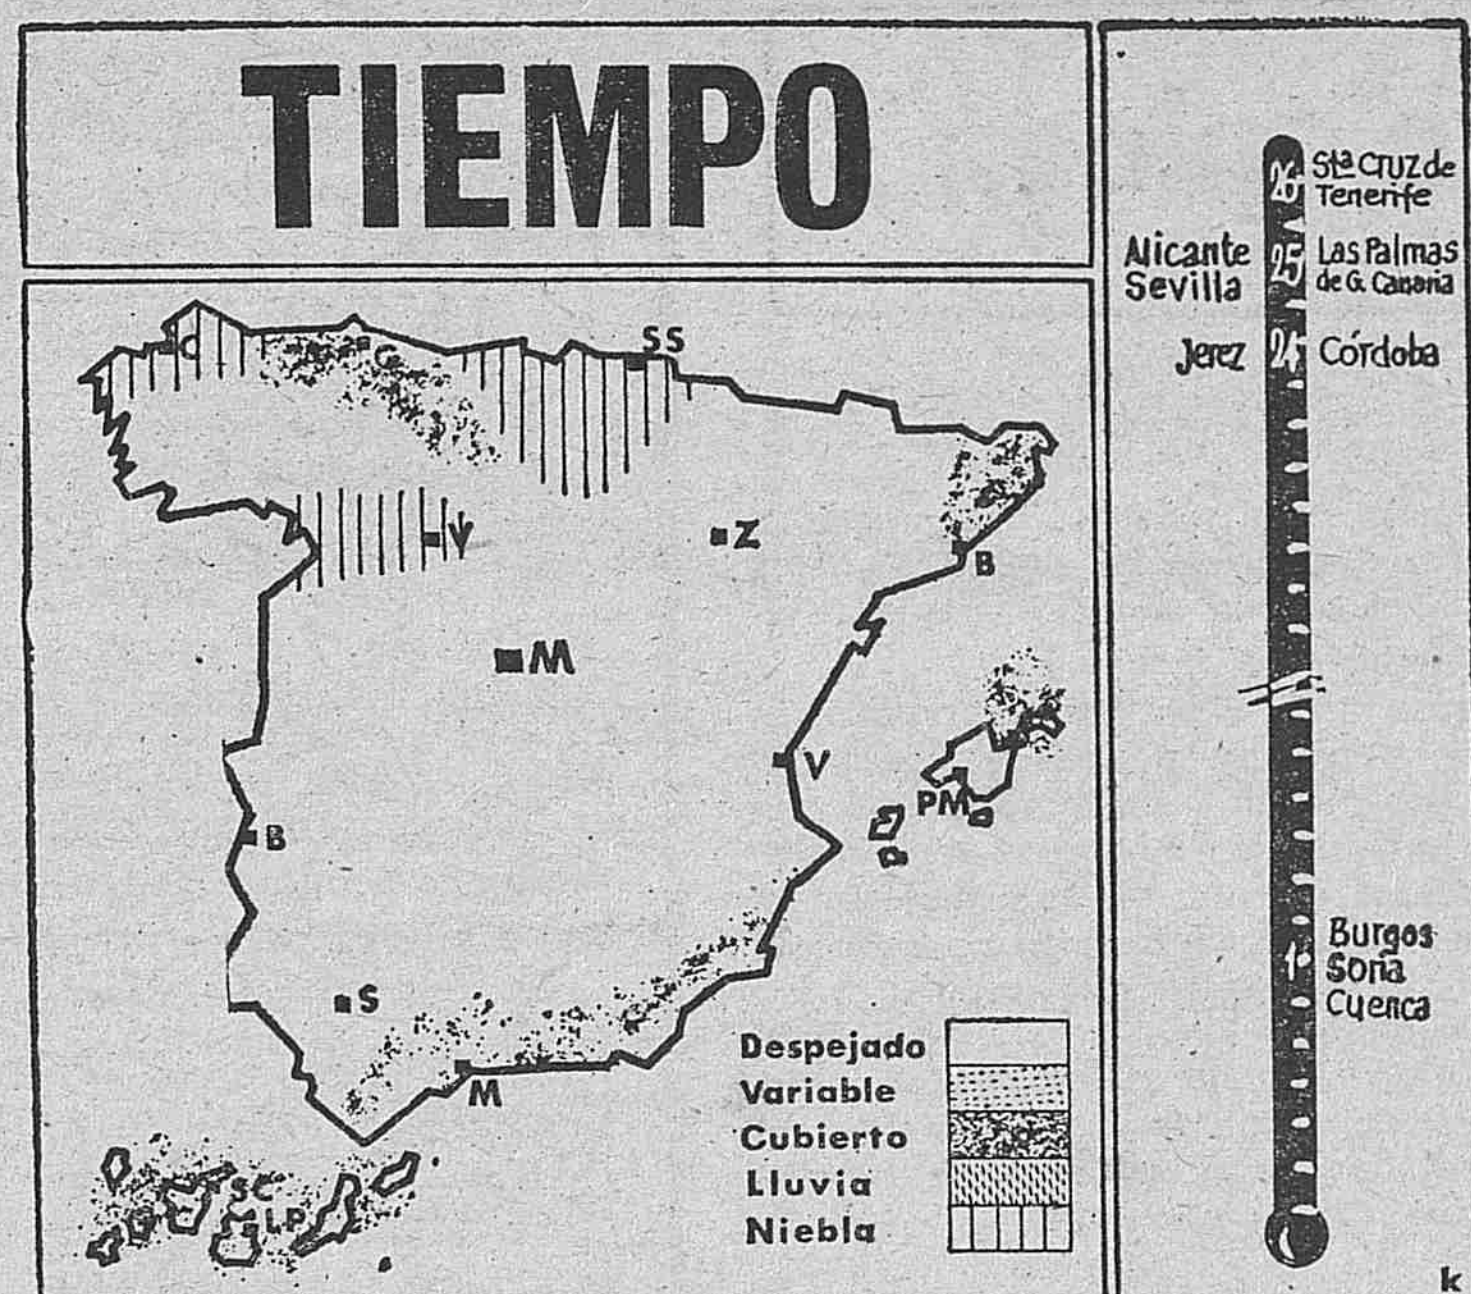 TIEMPO
C
G
SS
V
Z
B
M
V
PM
B
S
M
SC
LP
Despejado
Variable
Cubierto
Lluvia
Niebla
26 Sta CRUZ de
Tenerife
Alicante 25 Las Palmas
Sevilla de G. Canaria
Jerez 24 Córdoba
1 Burgos
Soria
Cuenca
k